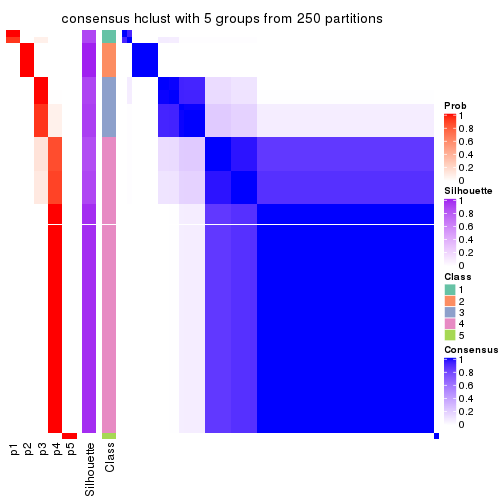 consensus hclust with 5 groups from 250 partitions
Prob
1
0.8
0.6
0.4
0.2
0
Silhouette
1
0.8
0.6
0.4
0.2
0
Class
1
2
3
4
5
Consensus
1
0.8
0.6
0.4
0.2
0
p1
p2
p3
p4
p5
Silhouette
Class